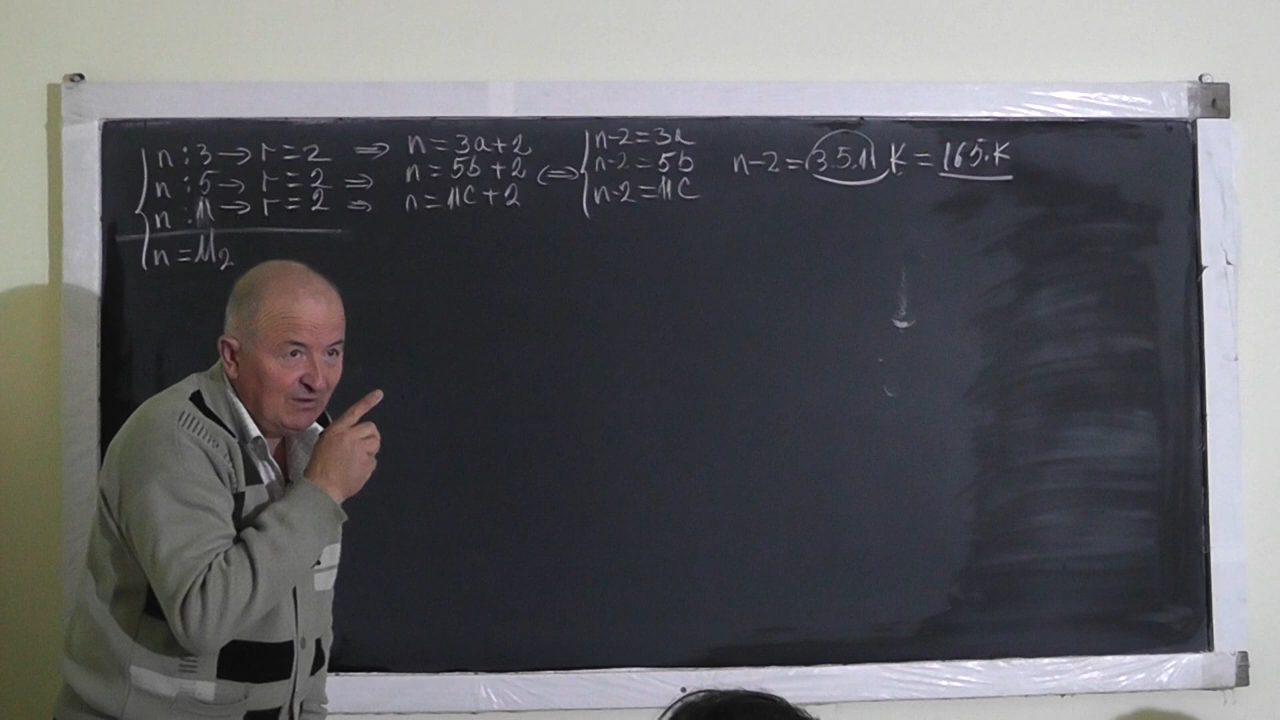 n : 3 → r = 2 ⇒ n = 3a + 2 n-2 = 3a
n : 5 → r = 2 ⇒ n = 5b + 2 ⇔ n-2 = 5b n-2 = 3·5·11 K = 165·K
n : 11 → r = 2 ⇒ n = 11c + 2 n-2 = 11c
n = M₂